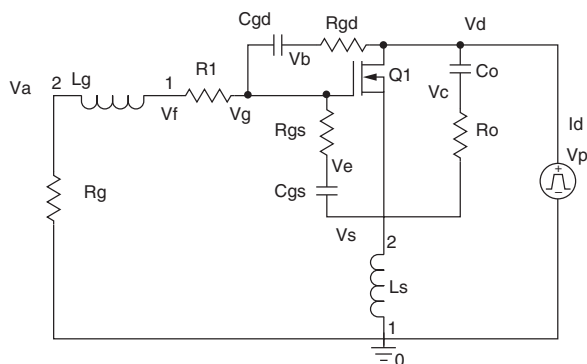 Cgd Rgd
Vd
Vb
Q1
Co
Va 2 Lg 1 R1
Vc
Vf Vg
Rgs
Ro
Id
Vp
Ve
Rg
Cgs
Vs
2
Ls
1
0